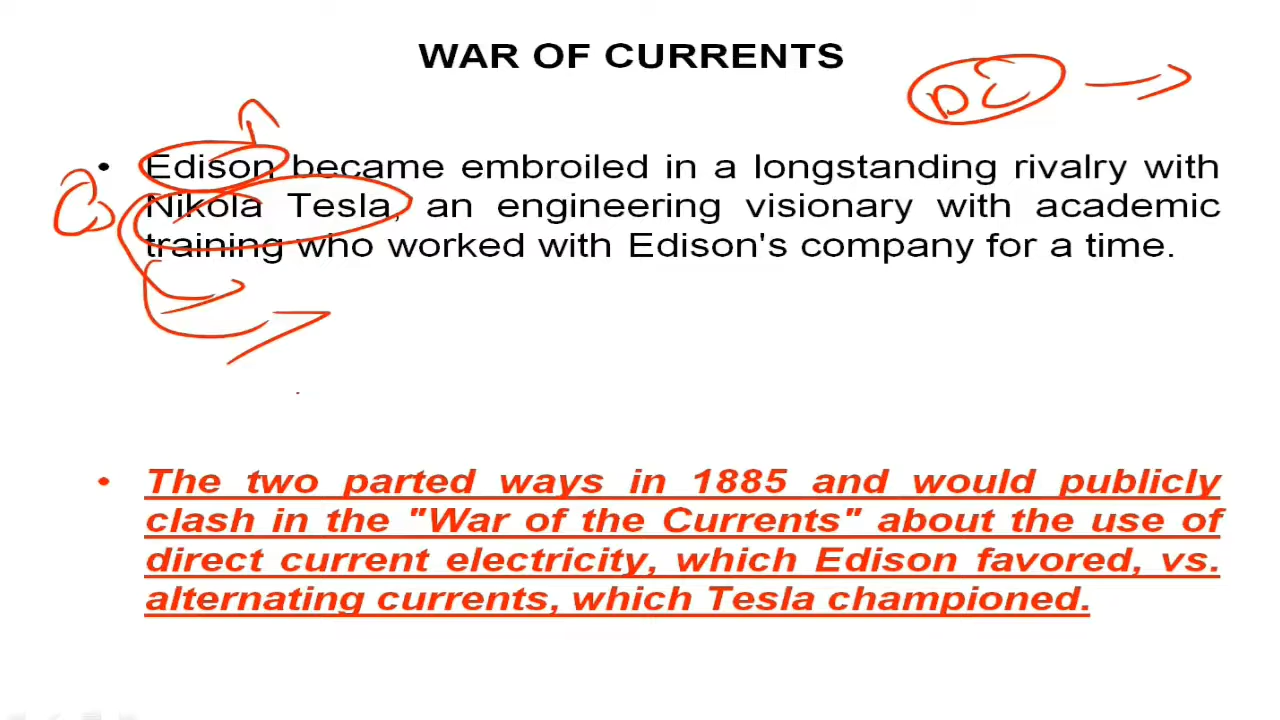 WAR OF CURRENTS
DC
• Edison became embroiled in a longstanding rivalry with
Nikola Tesla, an engineering visionary with academic
training who worked with Edison's company for a time.
• The two parted ways in 1885 and would publicly
clash in the "War of the Currents" about the use of
direct current electricity, which Edison favored, vs.
alternating currents, which Tesla championed.